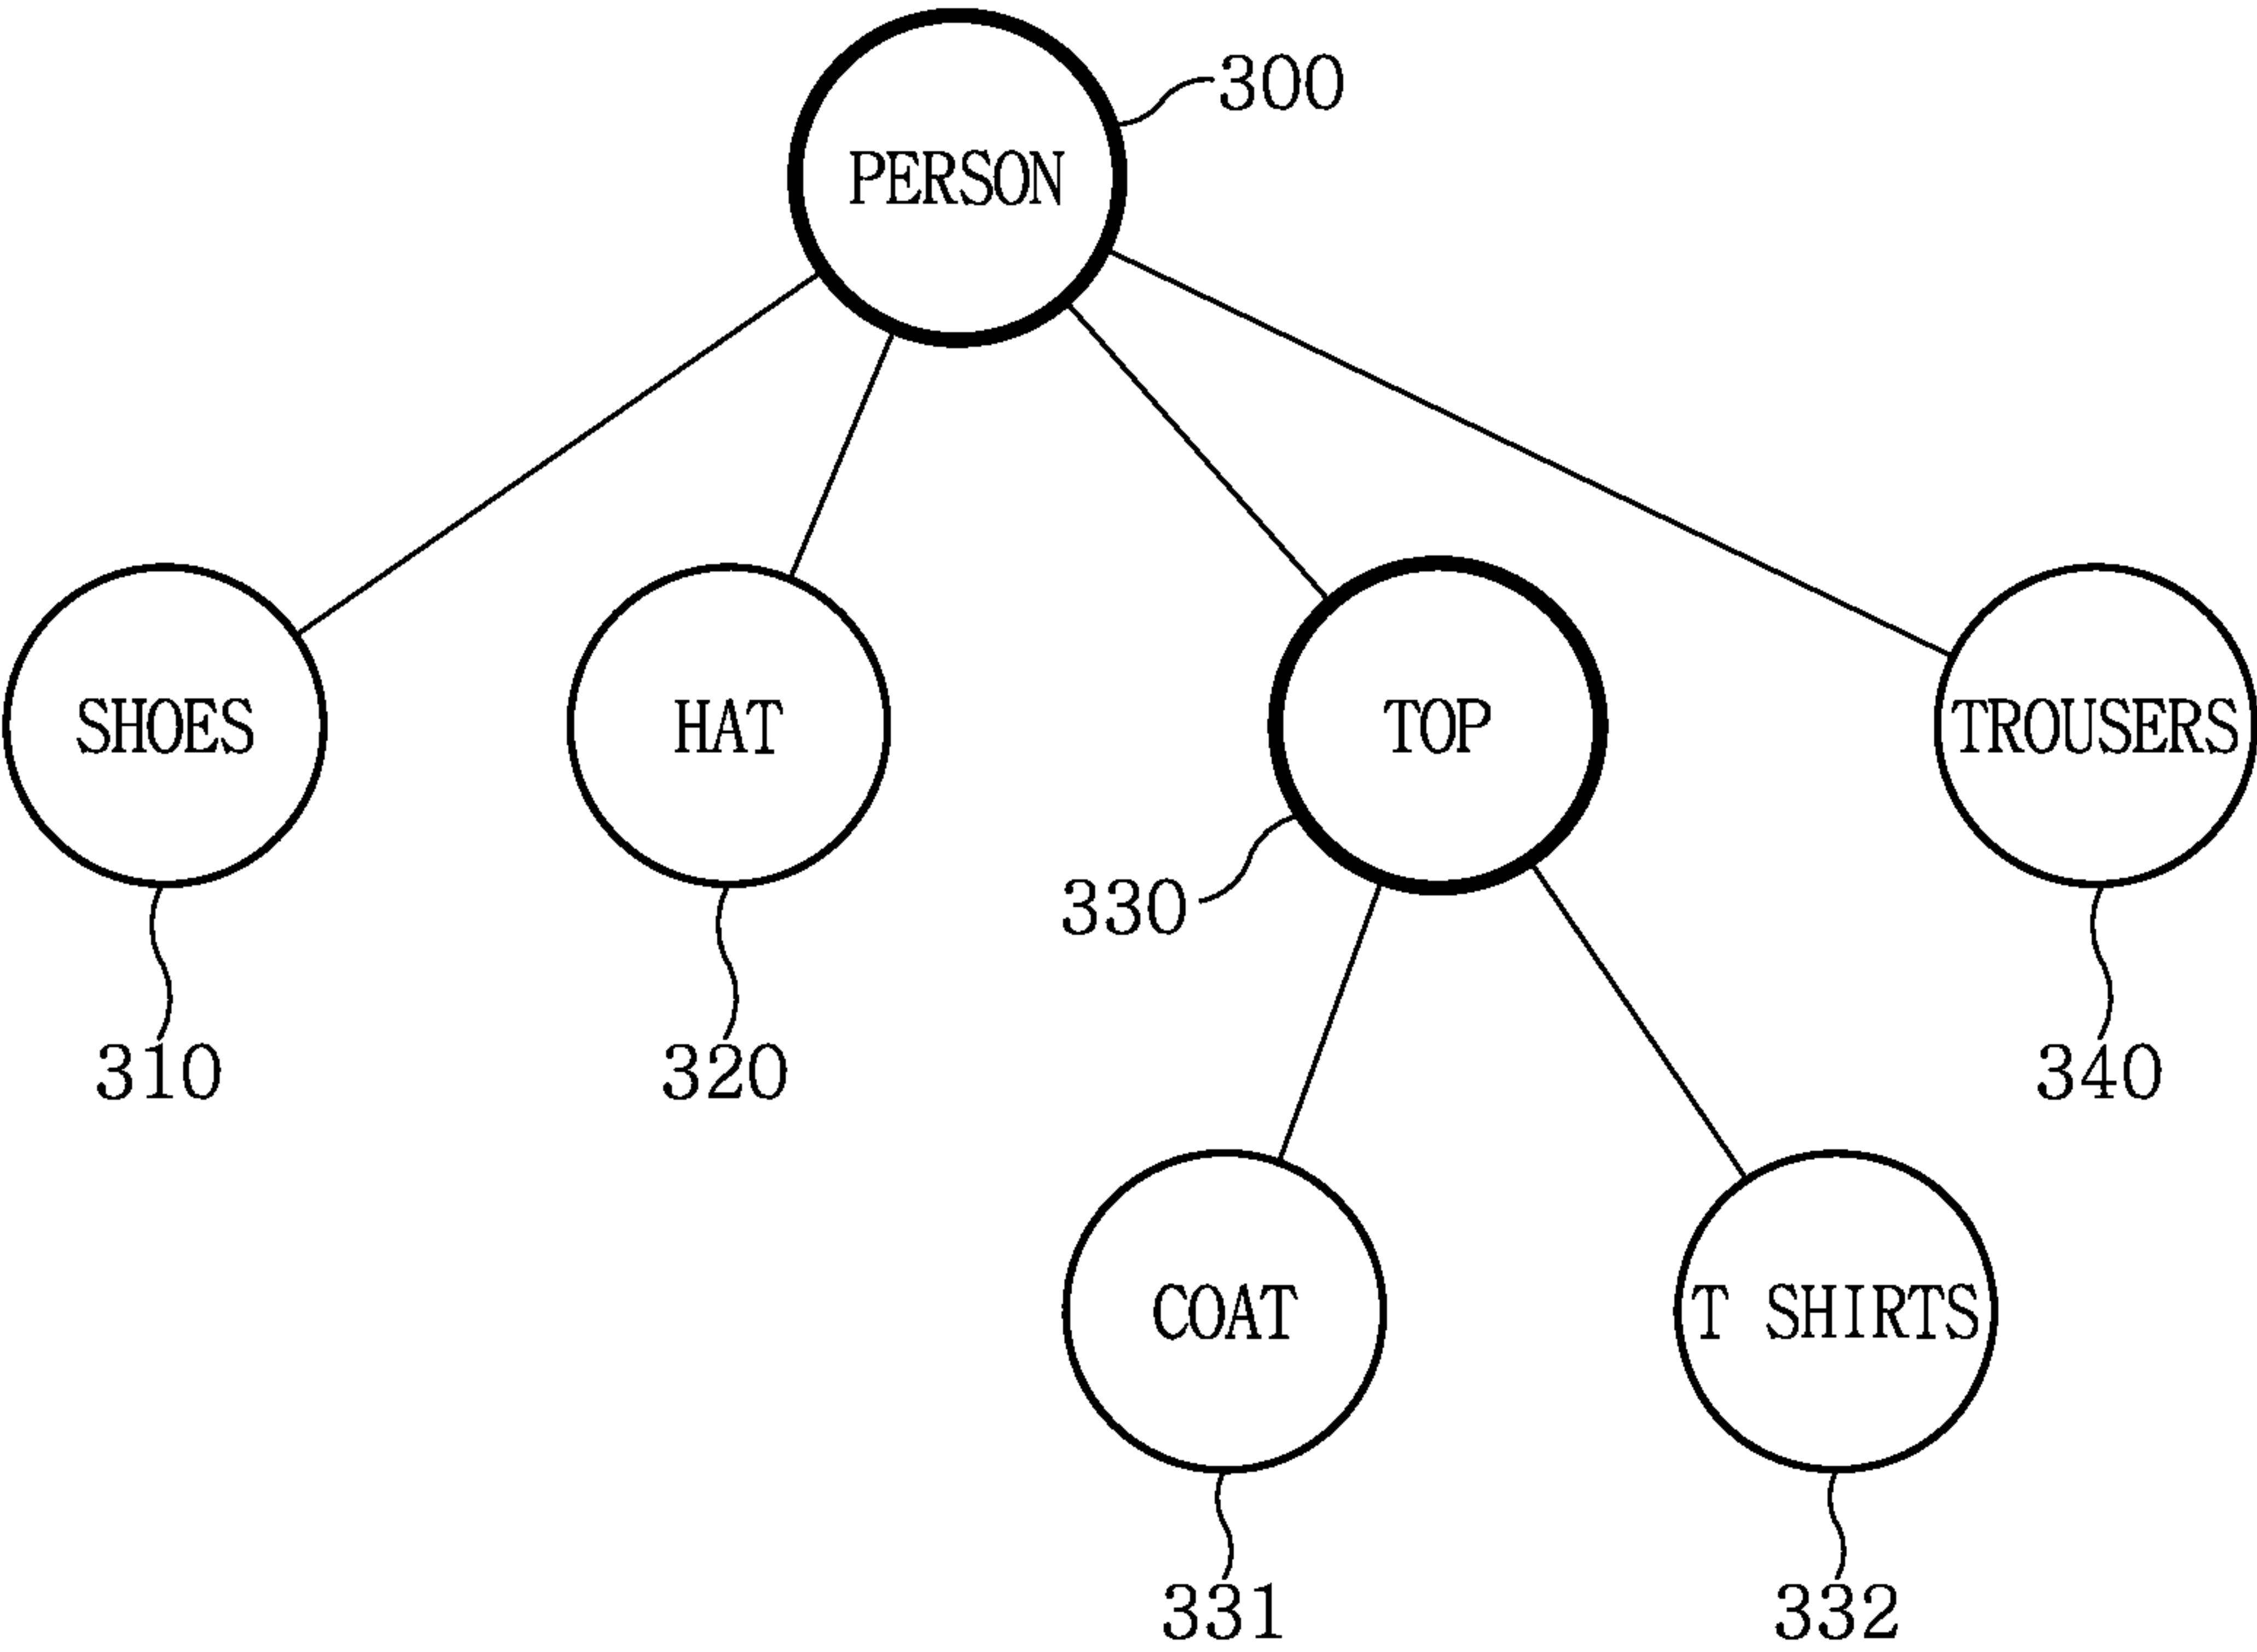 300
PERSON
SHOES
HAT
TOP
TROUSERS
330
310
320
340
COAT
T SHIRTS
331
332